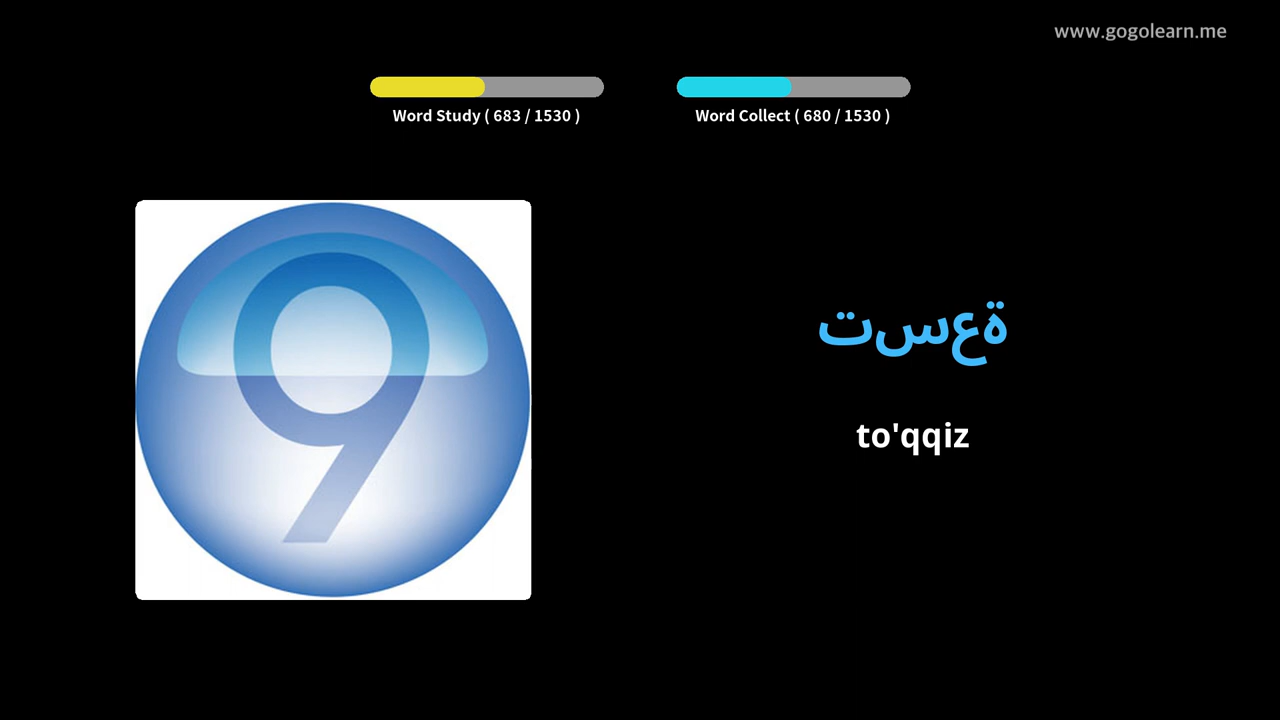 www.gogolearn.me
Word Study ( 683 / 1530 )
Word Collect ( 680 / 1530 )
9
تسعة
to'qqiz